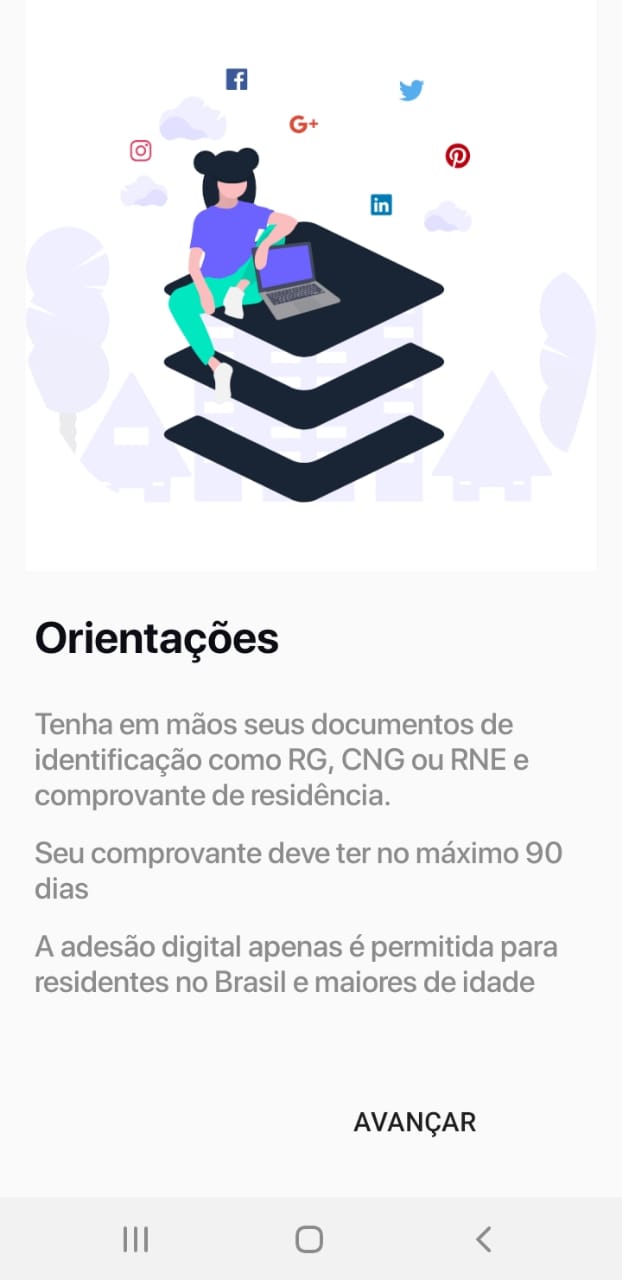 G+
in
Orientações
Tenha em mãos seus documentos de
identificação como RG, CNG ou RNE e
comprovante de residência.
Seu comprovante deve ter no máximo 90
dias
A adesão digital apenas é permitida para
residentes no Brasil e maiores de idade
AVANÇAR